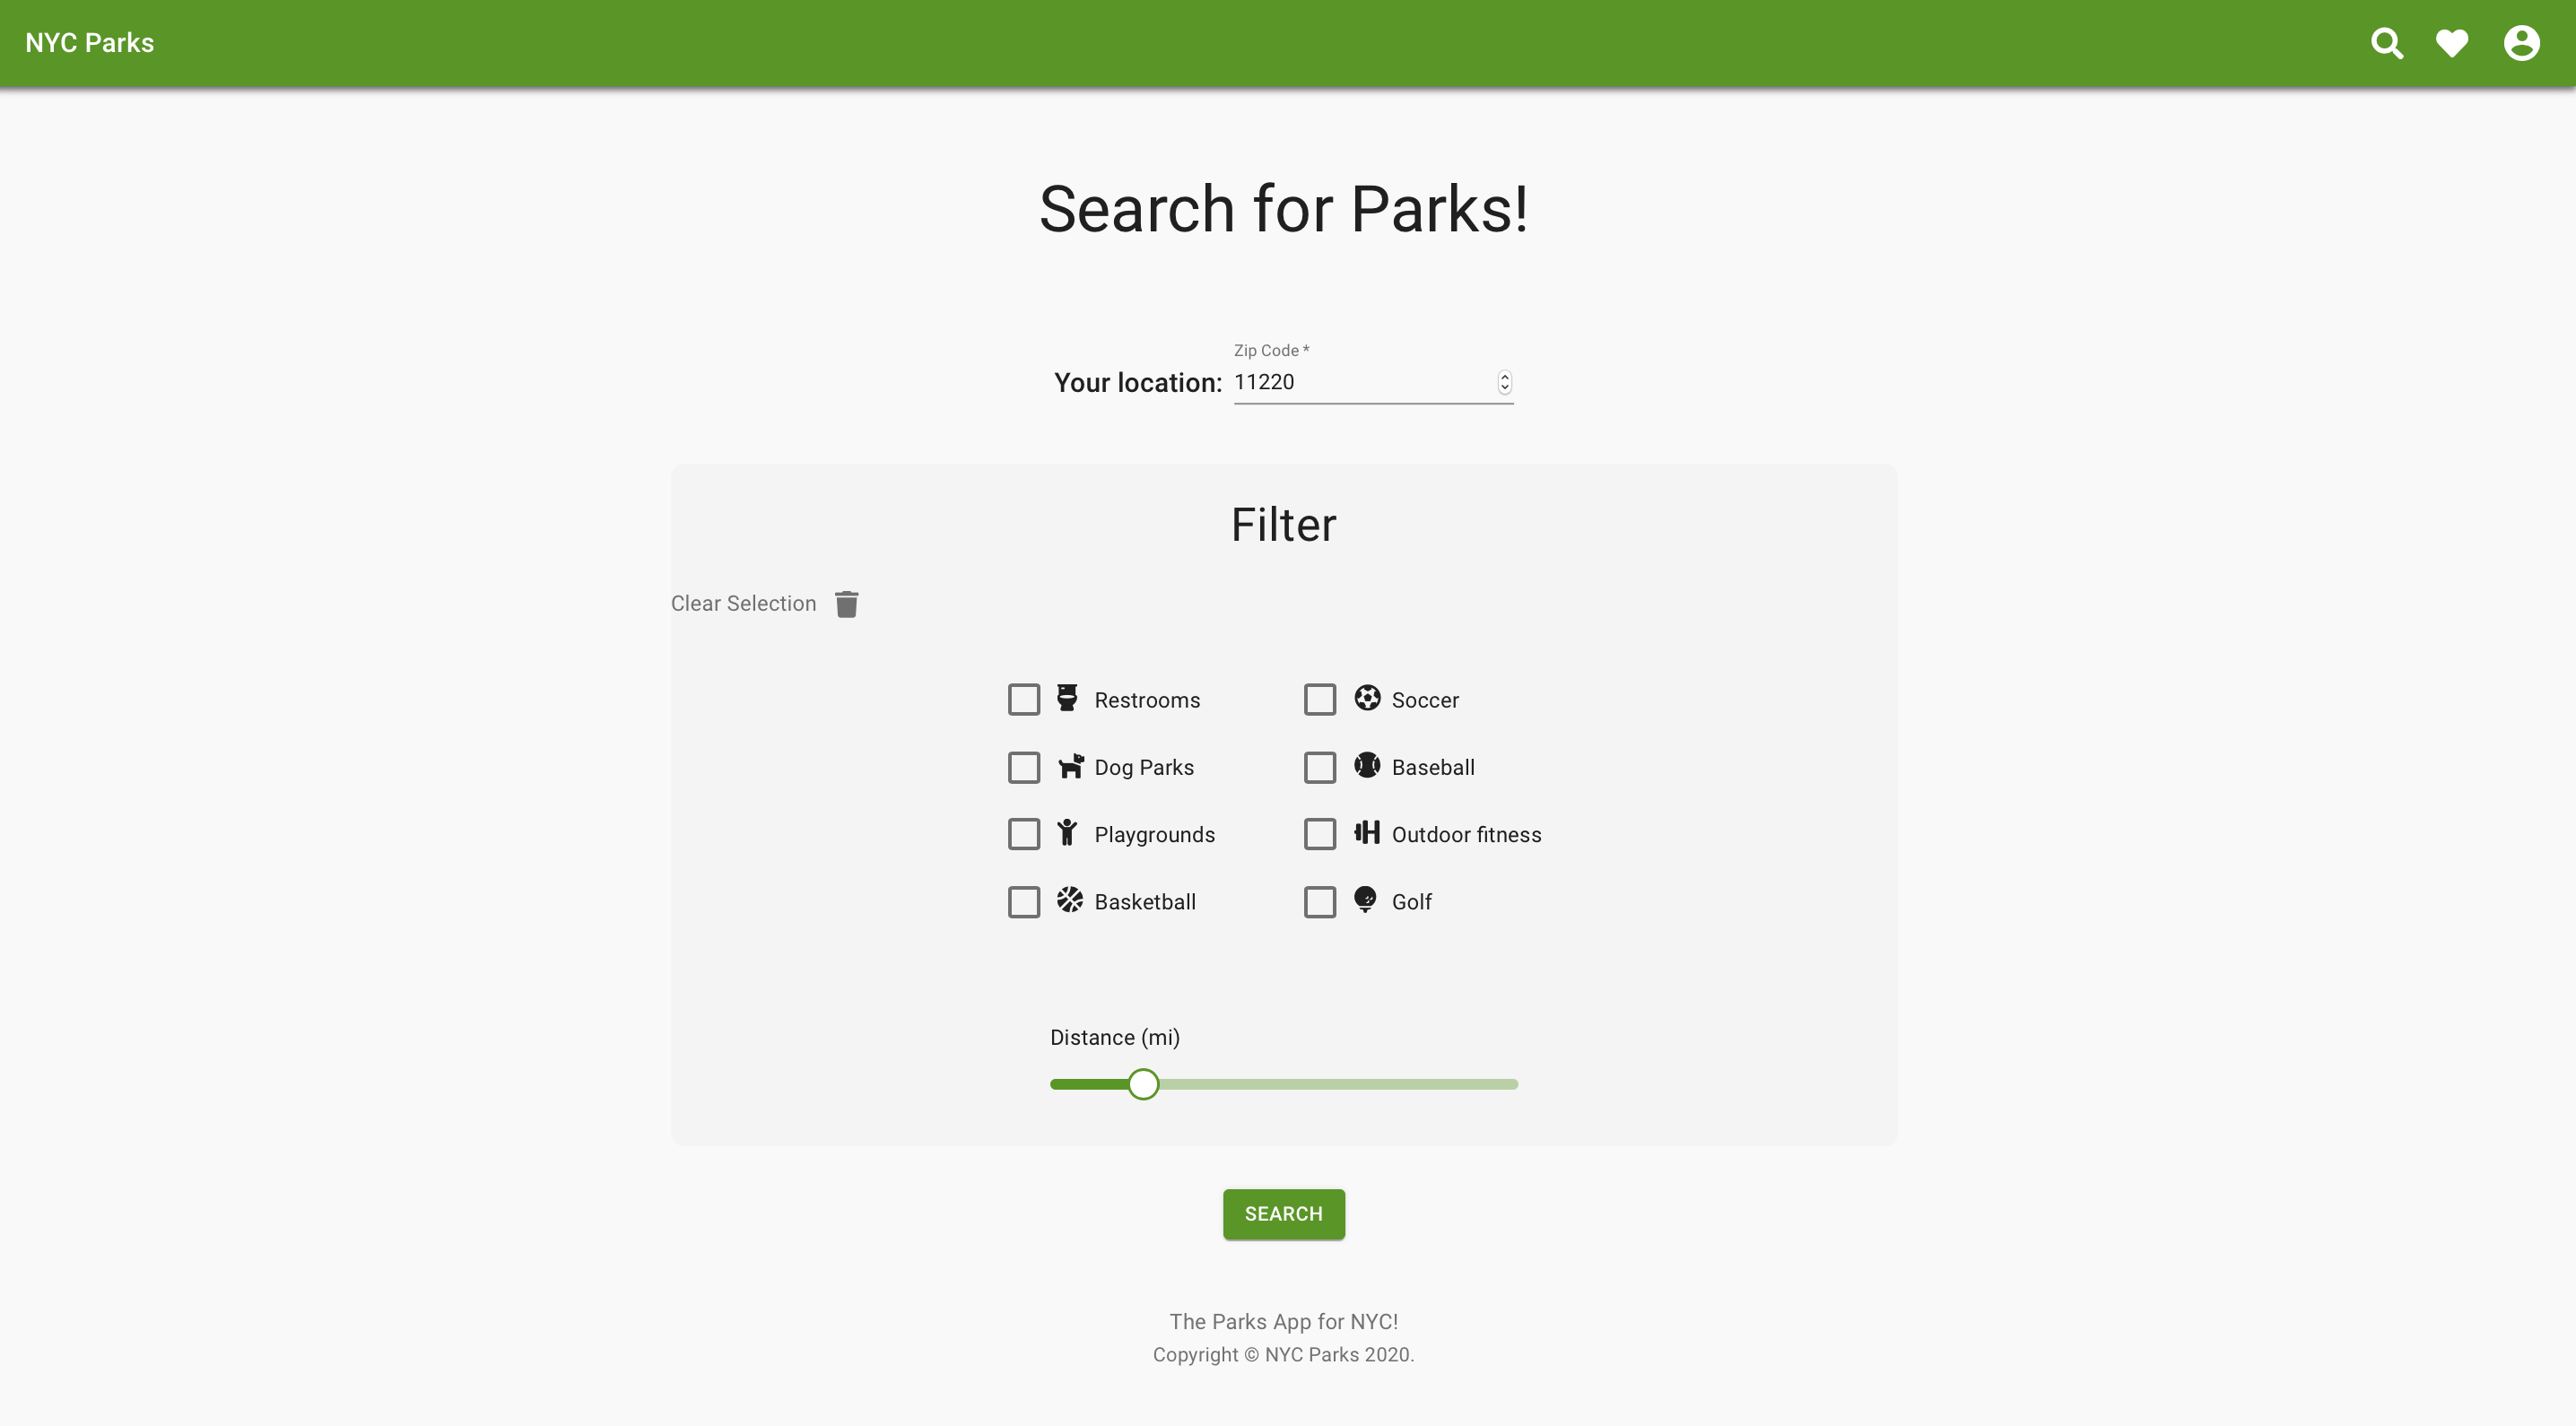 NYC Parks
Search for Parks!
Zip Code *
Your location: 11220
Filter
Clear Selection
Restrooms
Soccer
Dog Parks
Baseball
Playgrounds
Outdoor fitness
Basketball
Golf
Distance (mi)
SEARCH
The Parks App for NYC!
Copyright © NYC Parks 2020.